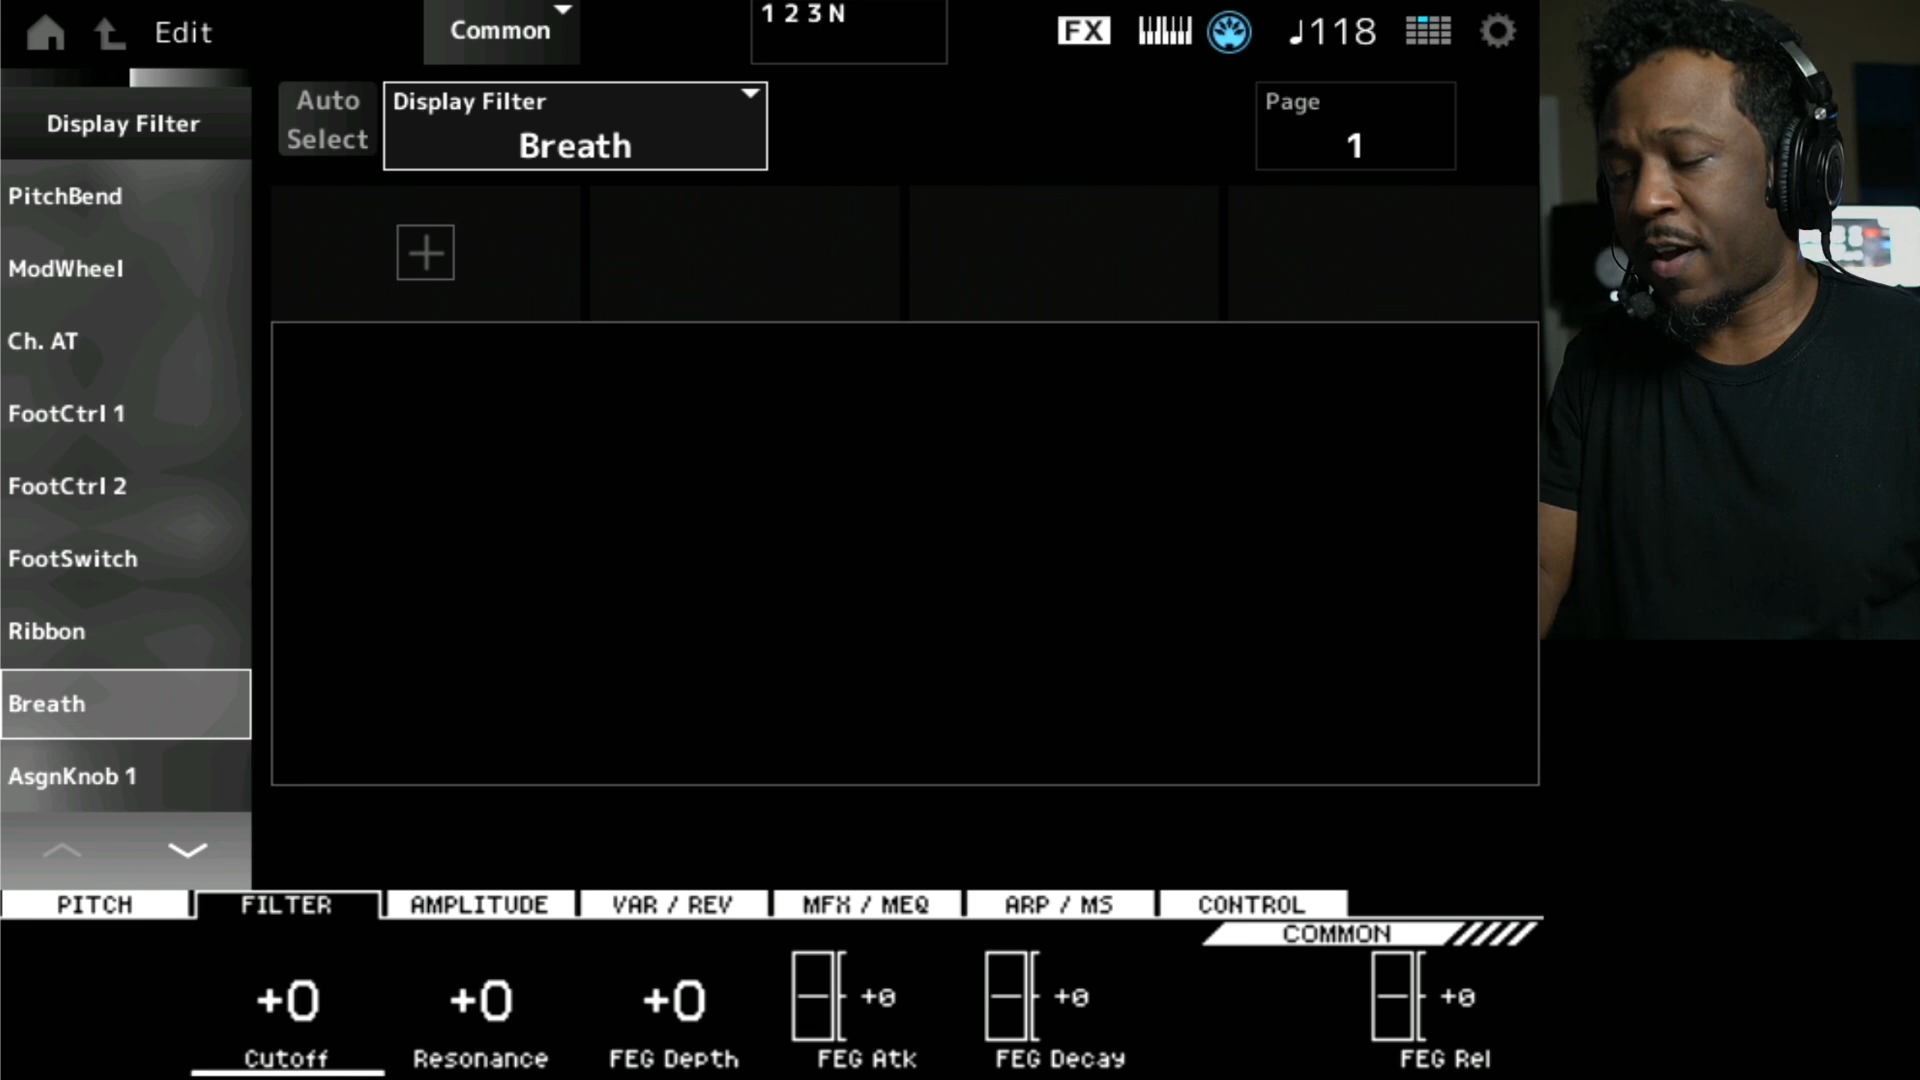 Edit
Common
1 2 3 N
FX
♩118
Display Filter
PitchBend
ModWheel
Ch. AT
FootCtrl 1
FootCtrl 2
FootSwitch
Ribbon
Breath
AsgnKnob 1
Auto
Select
Display Filter
Breath
Page
1
PITCH
FILTER
AMPLITUDE
VAR / REV
MFX / MEQ
ARP / MS
CONTROL
COMMON
+0
+0
+0
+0
+0
+0
Cutoff
Resonance
FEG Depth
FEG Atk
FEG Decay
FEG Rel